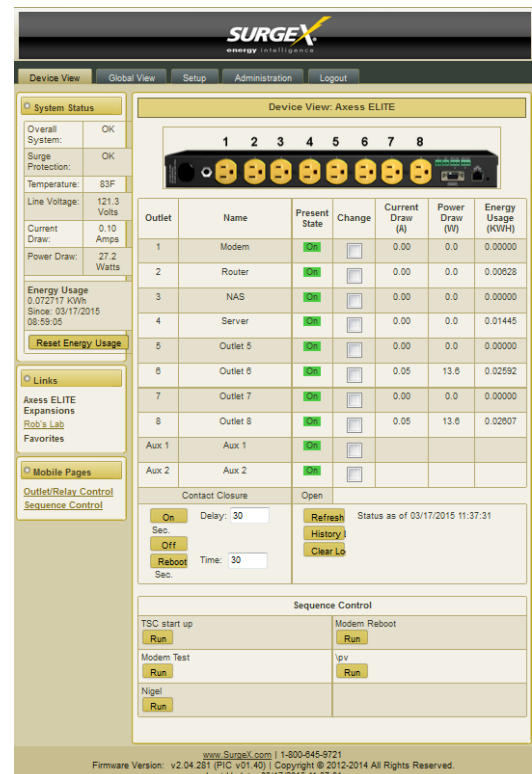 SURGEX
energy intelligence
Device View Global View Setup Administration Logout
System Status
Overall System: OK
Surge Protection: OK
Temperature: 83F
Line Voltage: 121.3 Volts
Current Draw: 0.10 Amps
Power Draw: 27.2 Watts
Energy Usage
0.072717 KWh
Since: 03/17/2015
08:59:05
Reset Energy Usage
Links
Axess ELITE
Expansions
Rob's Lab
Favorites
Mobile Pages
Outlet/Relay Control
Sequence Control
Device View: Axess ELITE
1 2 3 4 5 6 7 8
Outlet Name Present State Change Current Draw (A) Power Draw (W) Energy Usage (KWH)
1 Modem On 0.00 0.0 0.00000
2 Router On 0.00 0.0 0.00628
3 NAS On 0.00 0.0 0.00000
4 Server On 0.00 0.0 0.01445
5 Outlet 5 On 0.00 0.0 0.00000
6 Outlet 6 On 0.05 13.6 0.02592
7 Outlet 7 On 0.00 0.0 0.00000
8 Outlet 8 On 0.05 13.6 0.02607
Aux 1 Aux 1 On
Aux 2 Aux 2 On
Contact Closure Open
On Delay: 30
Sec.
Off
Reboot Time: 30
Sec.
Refresh Status as of 03/17/2015 11:37:31
History
Clear Lo
Sequence Control
TSC start up
Run
Modem Reboot
Run
Modem Test
Run
\pv
Run
Nigel
Run
www.SurgeX.com | 1-800-645-9721
Firmware Version: v2.04.281 (PIC v01.40) | Copyright © 2012-2014 All Rights Reserved.